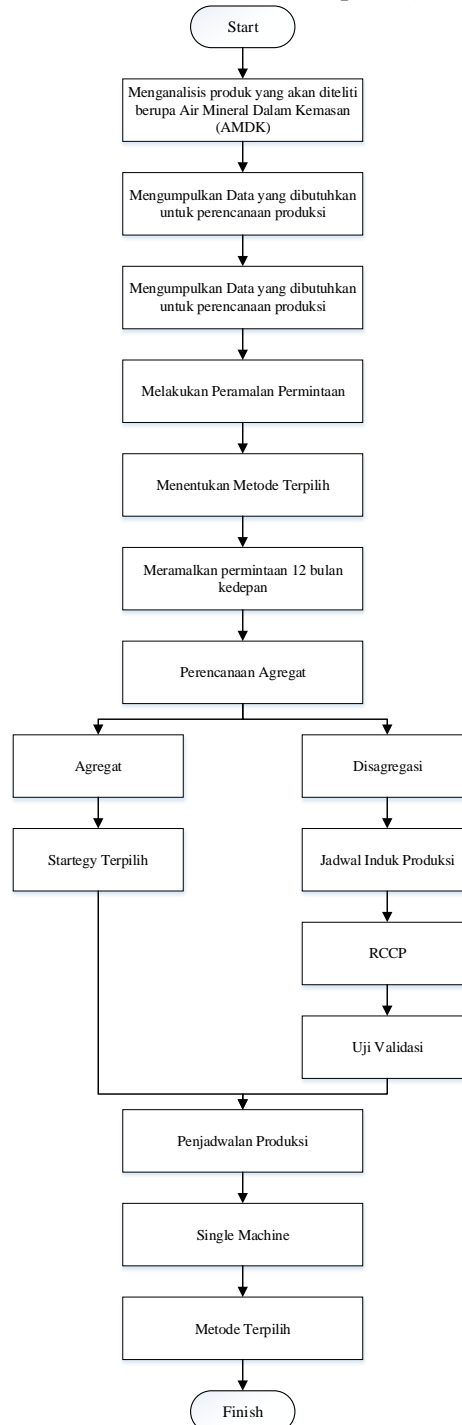 Start
Menganalisis produk yang akan diteliti
berupa Air Mineral Dalam Kemasan
(AMDK)
Mengumpulkan Data yang dibutuhkan
untuk perencanaan produksi
Mengumpulkan Data yang dibutuhkan
untuk perencanaan produksi
Melakukan Peramalan Permintaan
Menentukan Metode Terpilih
Meramalkan permintaan 12 bulan
kedepan
Perencanaan Agregat
Agregat
Startegy Terpilih
Disagregasi
Jadwal Induk Produksi
RCCP
Uji Validasi
Penjadwalan Produksi
Single Machine
Metode Terpilih
Finish